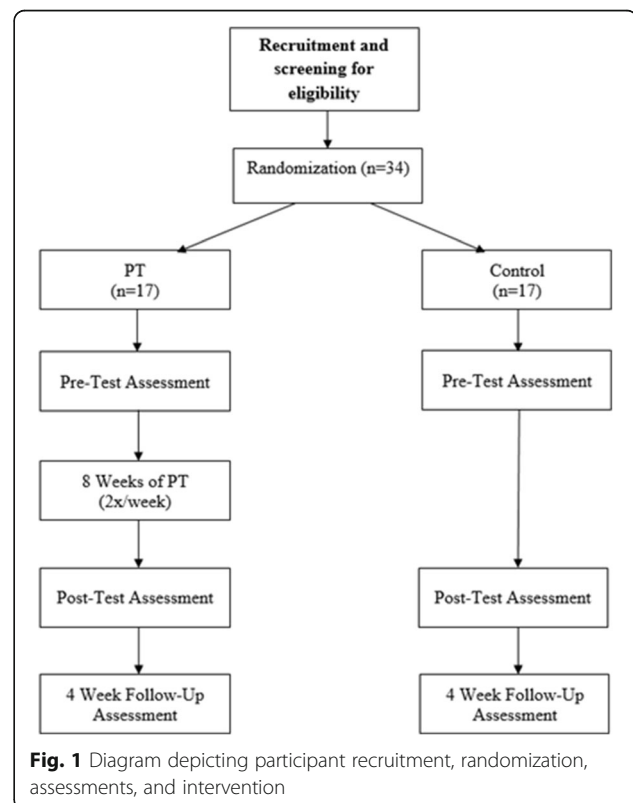 Recruitment and
screening for
eligibility
Randomization (n=34)
PT
(n=17)
Control
(n=17)
Pre-Test Assessment
Pre-Test Assessment
8 Weeks of PT
(2x/week)
Post-Test Assessment
Post-Test Assessment
4 Week Follow-Up
Assessment
4 Week Follow-Up
Assessment
Fig. 1 Diagram depicting participant recruitment, randomization,
assessments, and intervention